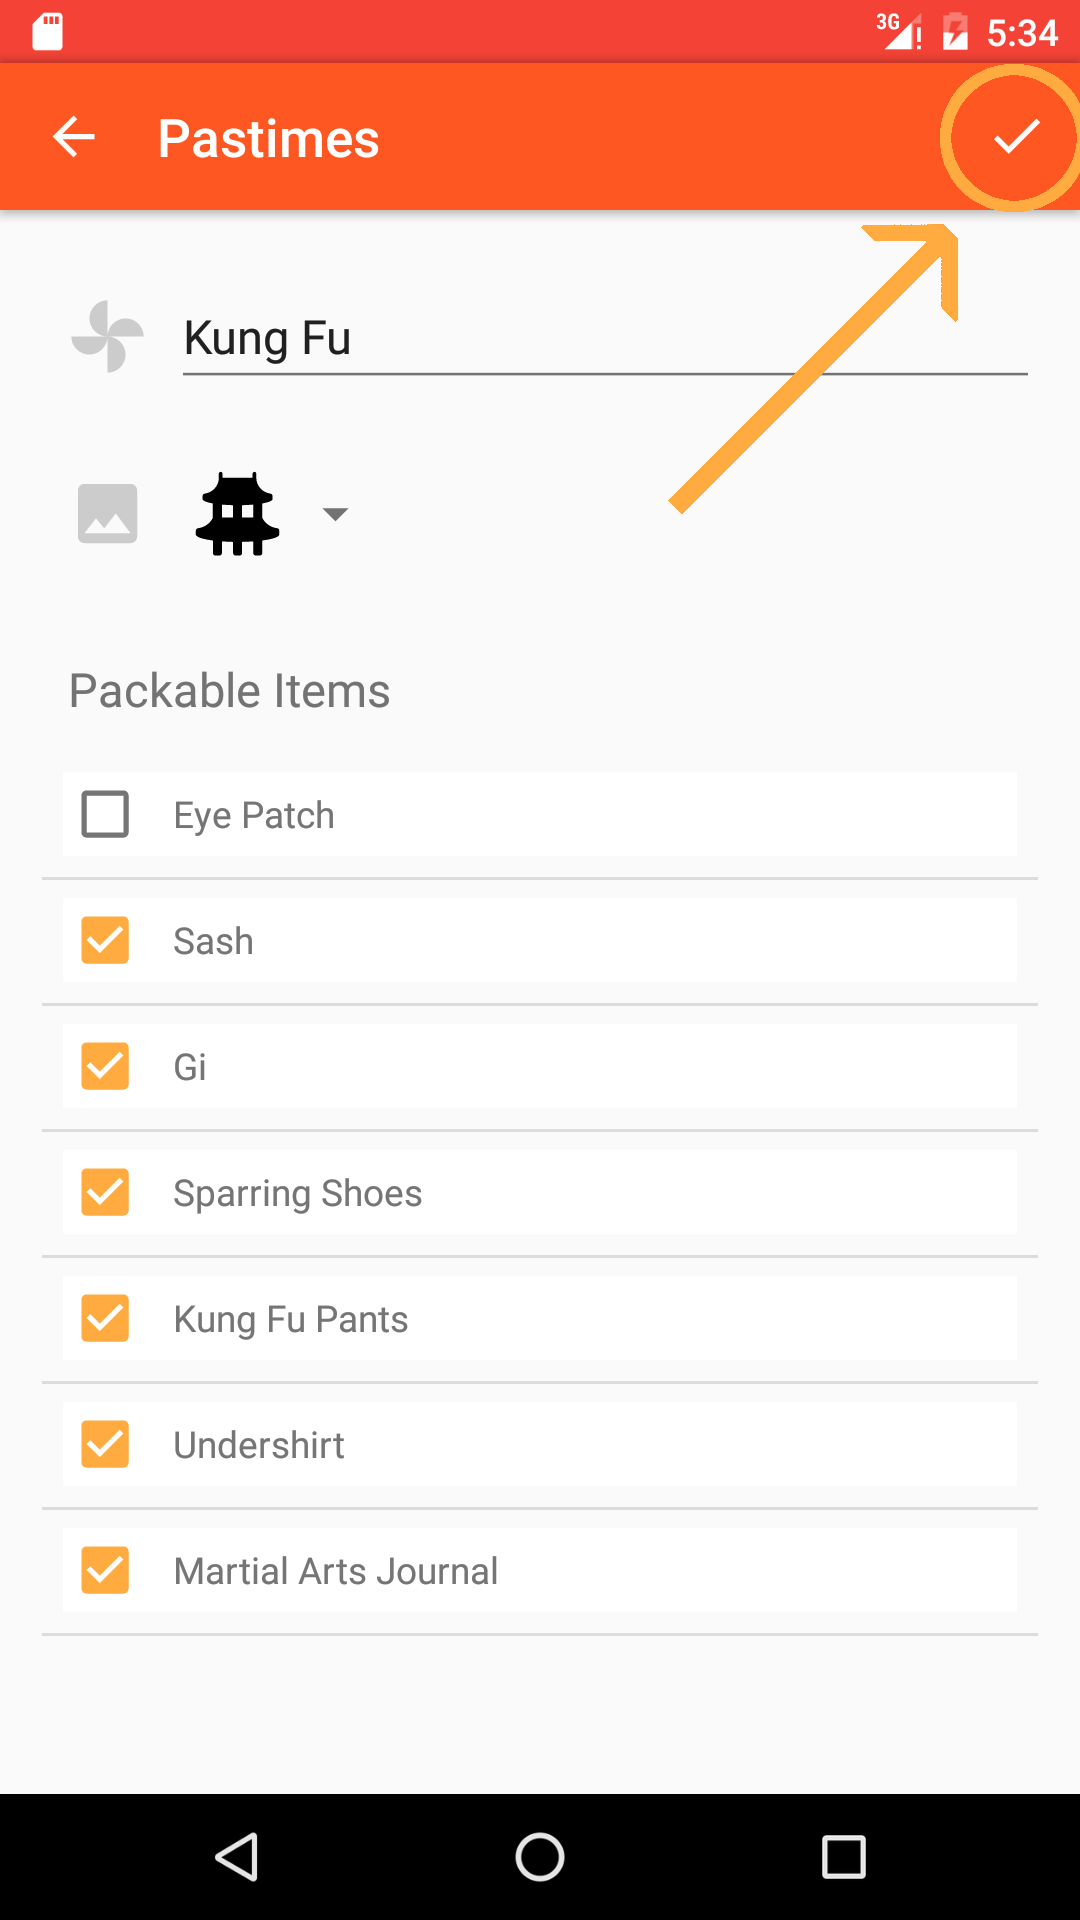 3G 5:34
Pastimes
Kung Fu
Packable Items
Eye Patch
Sash
Gi
Sparring Shoes
Kung Fu Pants
Undershirt
Martial Arts Journal